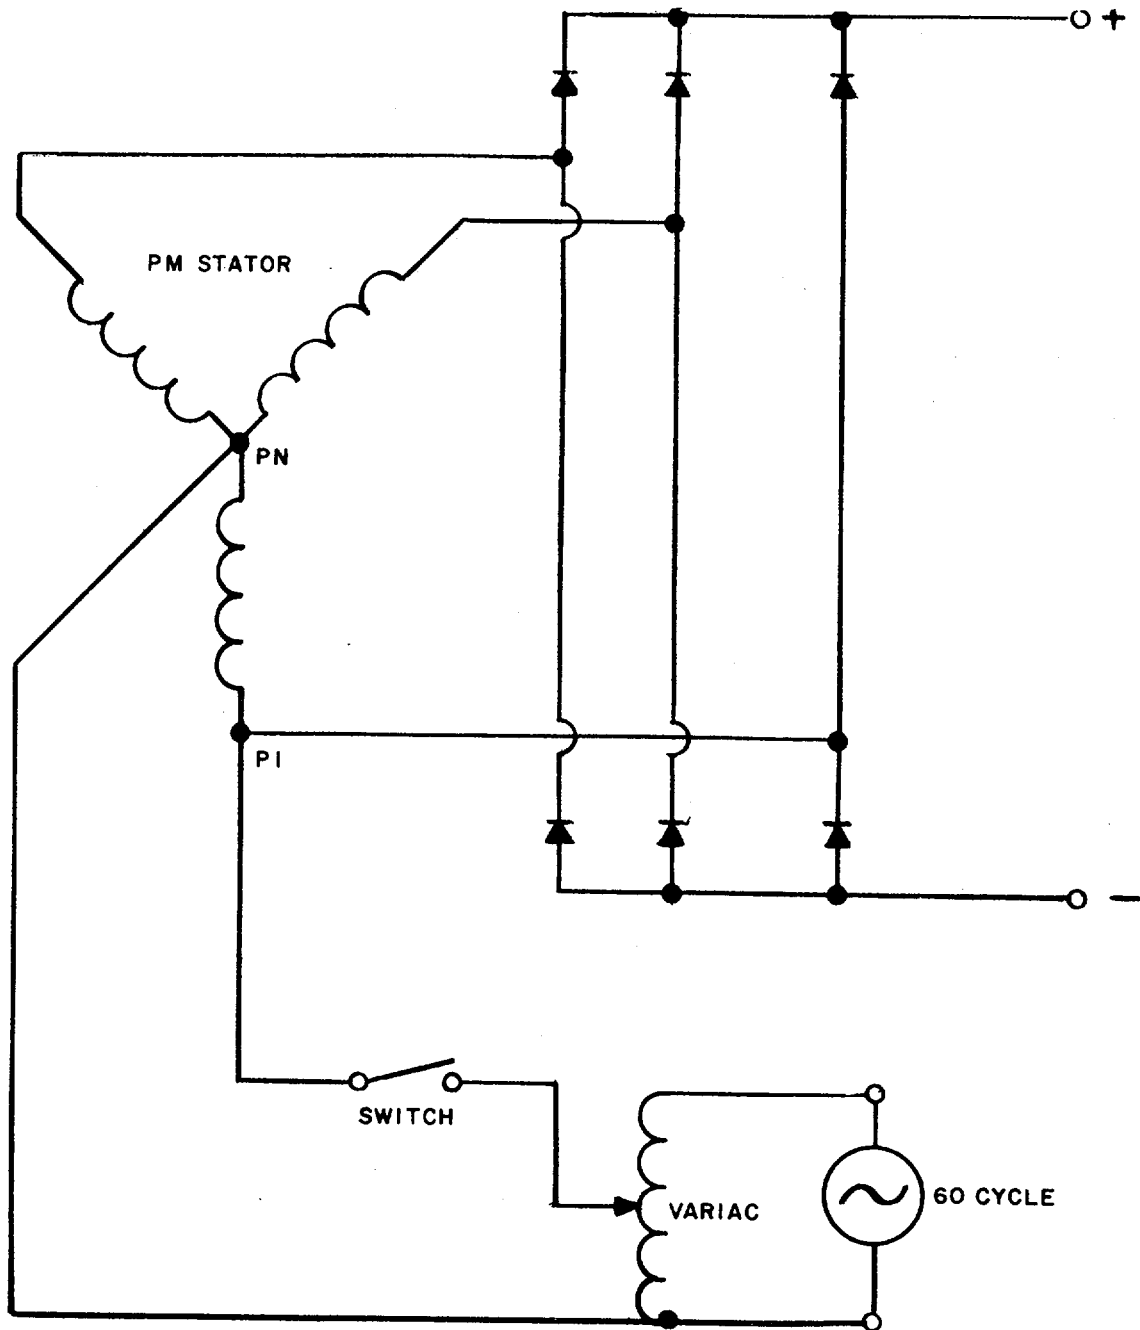 +
PM STATOR
PN
P1
—
SWITCH
VARIAC
60 CYCLE